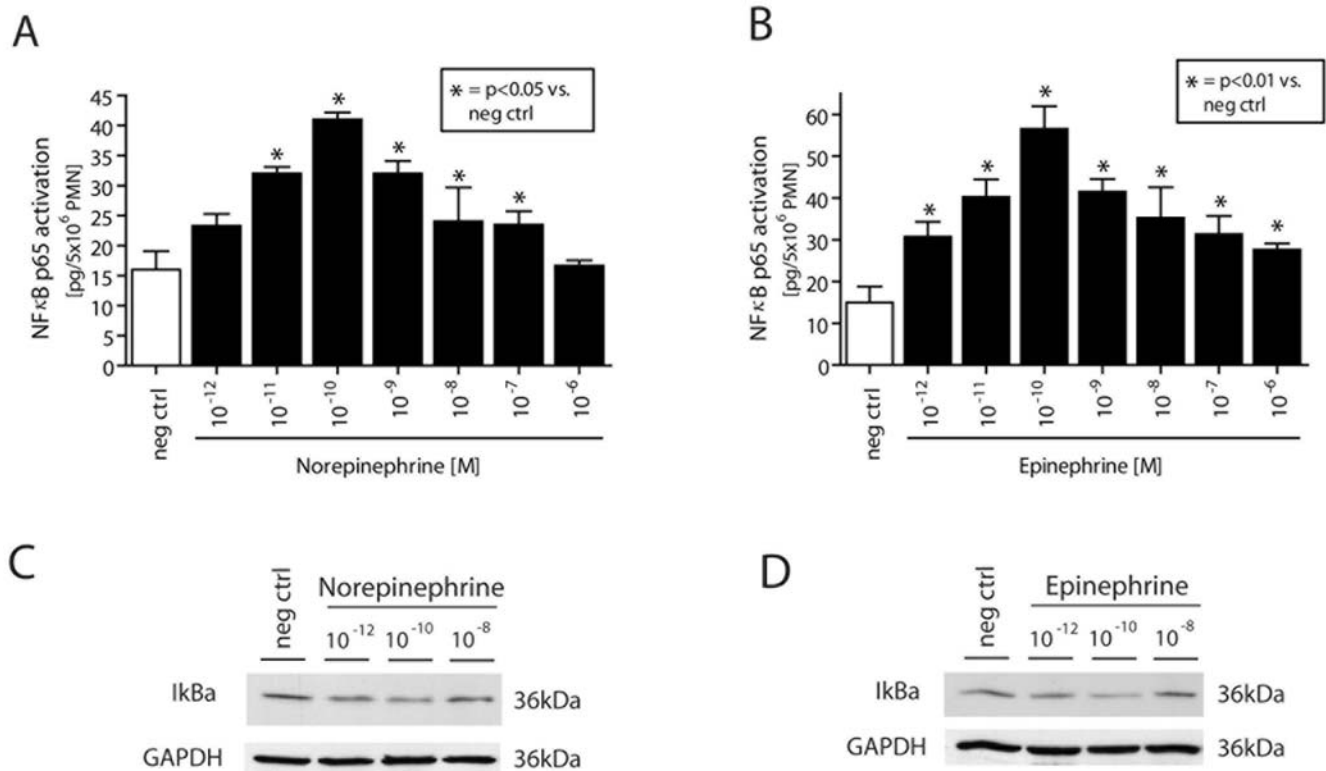 A
* = p<0.05 vs.
neg ctrl
NFκB p65 activation
[pg/5x10⁶ PMN]
45
40
35
30
25
20
15
10
5
0
neg ctrl
10⁻¹²
10⁻¹¹
10⁻¹⁰
10⁻⁹
10⁻⁸
10⁻⁷
10⁻⁶
Norepinephrine [M]
* * * * *
B
* = p<0.01 vs.
neg ctrl
NFκB p65 activation
[pg/5x10⁶ PMN]
60
50
40
30
20
10
0
neg ctrl
10⁻¹²
10⁻¹¹
10⁻¹⁰
10⁻⁹
10⁻⁸
10⁻⁷
10⁻⁶
Epinephrine [M]
* * * * * * *
C
neg ctrl
Norepinephrine
10⁻¹² 10⁻¹⁰ 10⁻⁸
IkBa 36kDa
GAPDH 36kDa
D
neg ctrl
Epinephrine
10⁻¹² 10⁻¹⁰ 10⁻⁸
IkBa 36kDa
GAPDH 36kDa